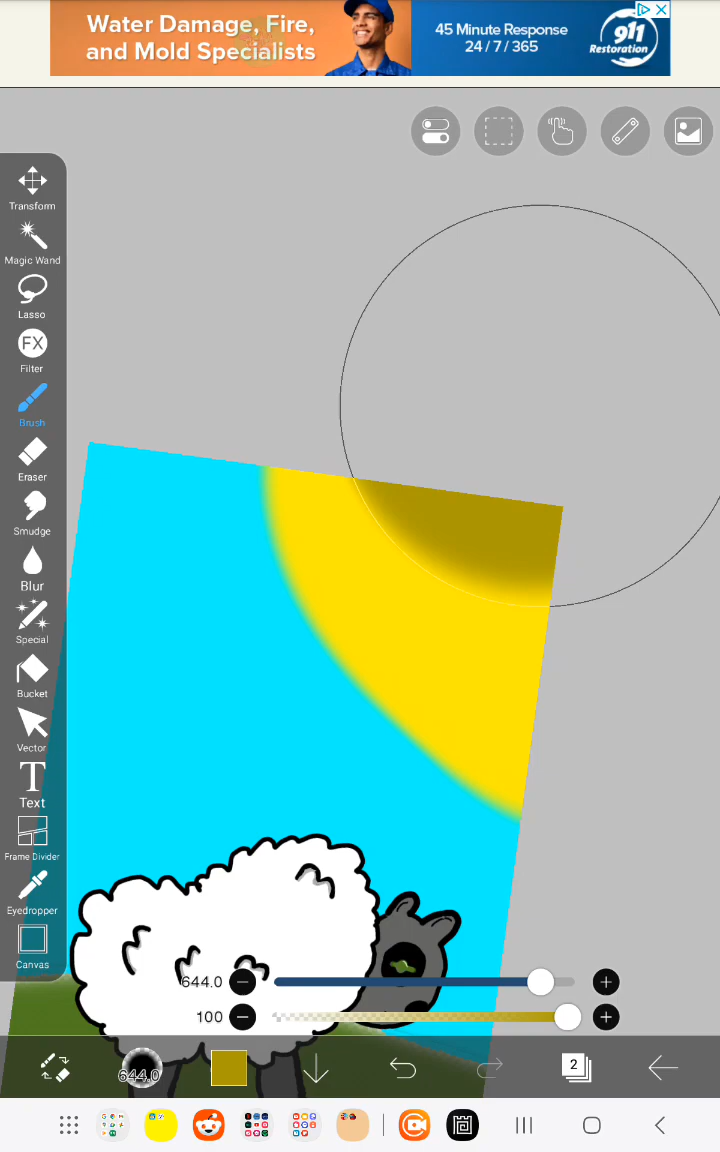 Water Damage, Fire,
and Mold Specialists
45 Minute Response
24 / 7 / 365
911
Restoration
Transform
Magic Wand
Lasso
FX
Filter
Brush
Eraser
Smudge
Blur
Special
Bucket
Vector
T
Text
Frame Divider
Eyedropper
Canvas
644.0
100
644.0
2